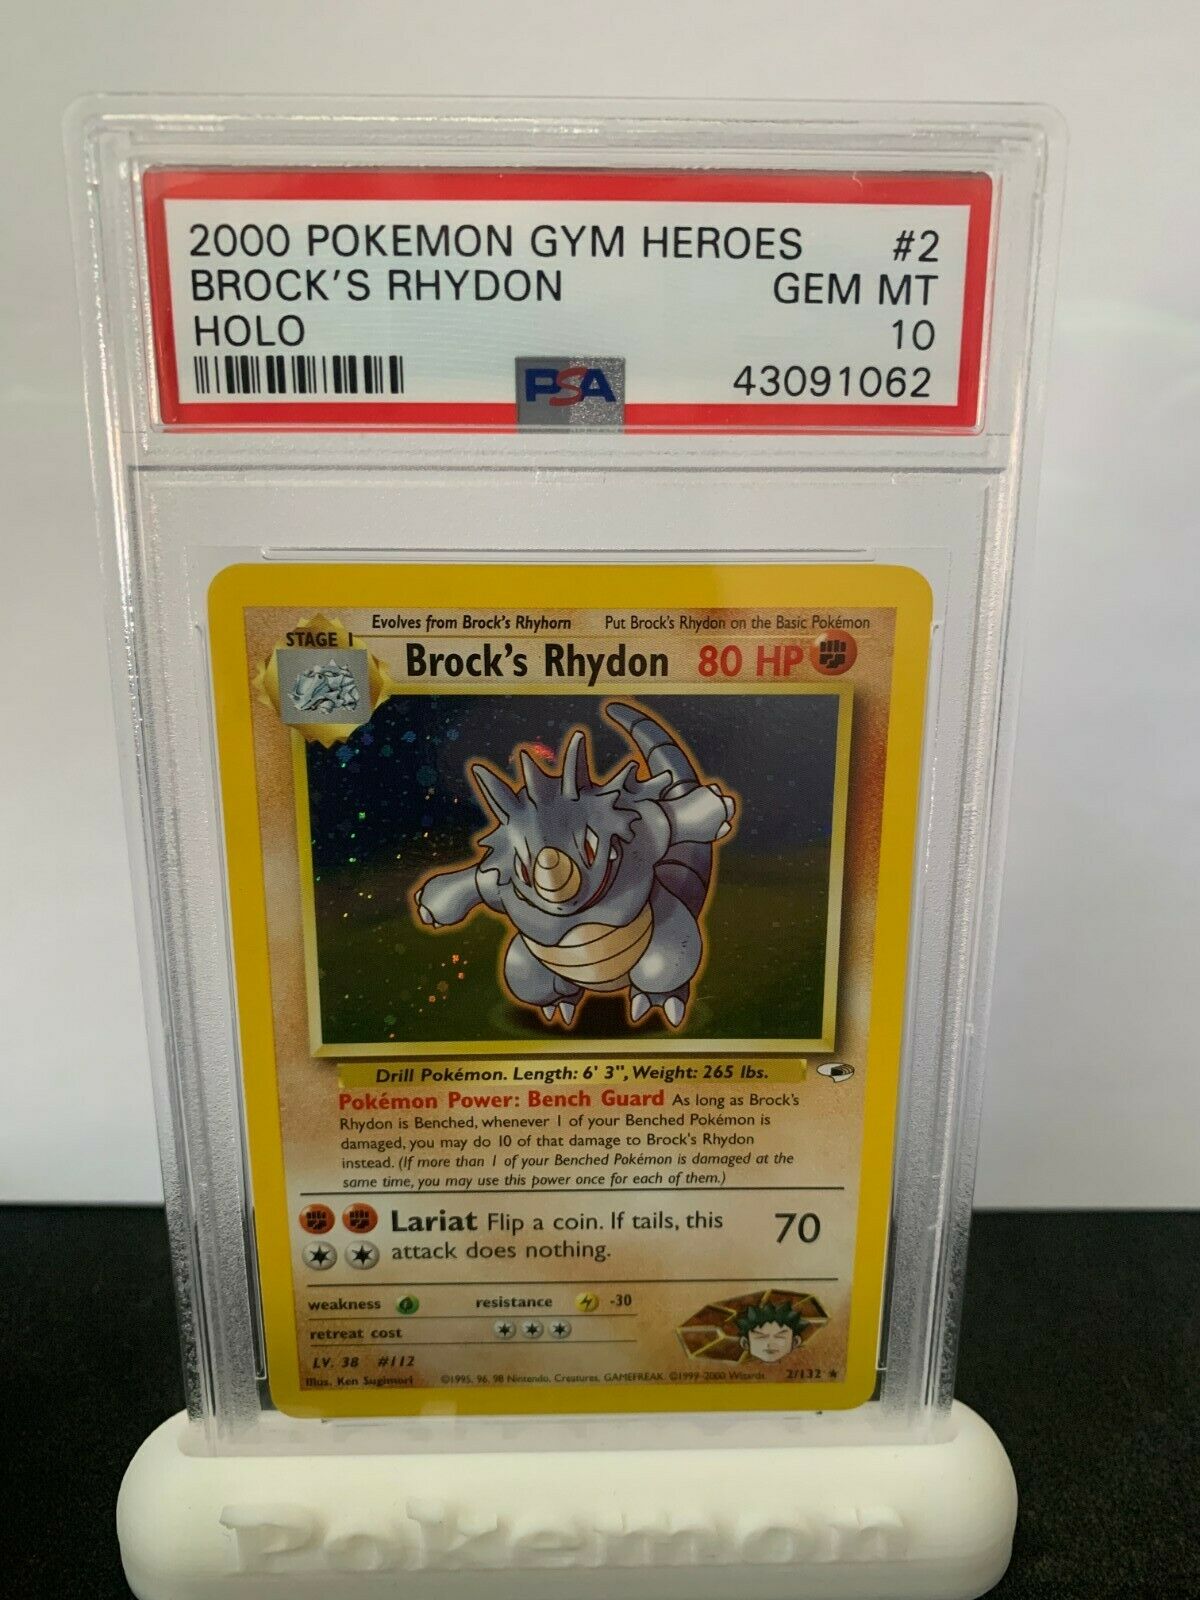 2000 POKEMON GYM HEROES #2
BROCK'S RHYDON GEM MT
HOLO 10
PSA 43091062
Evolves from Brock's Rhyhorn Put Brock's Rhydon on the Basic Pokémon
STAGE 1
Brock's Rhydon 80 HP
Drill Pokémon. Length: 6' 3", Weight: 265 lbs.
Pokémon Power: Bench Guard As long as Brock's
Rhydon is Benched, whenever 1 of your Benched Pokémon is
damaged, you may do 10 of that damage to Brock's Rhydon
instead. (If more than 1 of your Benched Pokémon is damaged at the
same time, you may use this power once for each of them.)
Lariat Flip a coin. If tails, this 70
attack does nothing.
weakness resistance -30
retreat cost
LV. 38 #112
Illus. Ken Sugimori ©1995, 96, 98 Nintendo, Creatures, GAMEFREAK. ©1999-2000 Wizards. 2/132 ★
Pokemon